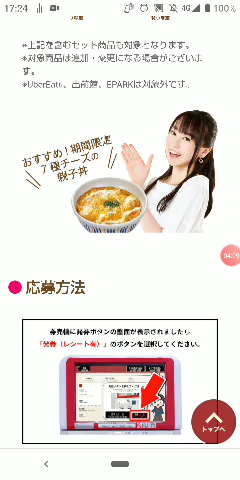 17:24
4G
100%
※上記を含むセット商品も対象となります。
※対象商品は追加・変更になる場合がございま
す。
※UberEats、出前館、EPARKは対象外です。
おすすめ！期間限定
7種チーズの
親子丼
04:09
応募方法
券売機に発券ボタンの画面が表示されましたら
「発券（レシート有）」のボタンを選択してください。
トップへ